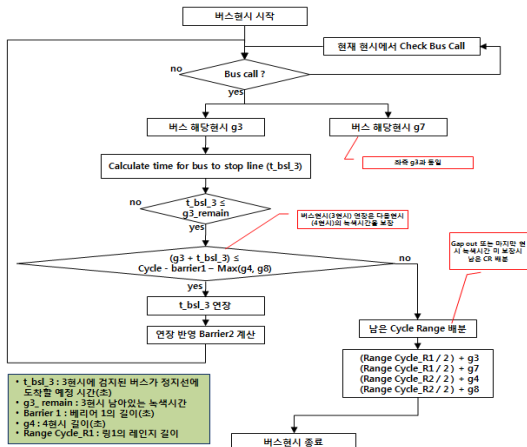 버스현시 시작
현재 현시에서 Check Bus Call
no
Bus call ?
yes
버스 해당현시 g3
버스 해당현시 g7
좌측 g3과 동일
Calculate time for bus to stop line (t_bsl_3)
t_bsl_3 ≤
g3_remain
no
yes
버스현시(3현시) 연장은 다음현시
(4현시)의 녹색시간을 보장
(g3 + t_bsl_3) ≤
Cycle - barrier1 – Max(g4, g8)
no
yes
Gap out 또는 마지막 현
시 녹색시간 미 보장시
남은 CR 배분
t_bsl_3 연장
연장 반영 Barrier2 계산
남은 Cycle Range 배분
(Range Cycle_R1 / 2 ) + g3
(Range Cycle_R1 / 2 ) + g7
(Range Cycle_R2 / 2 ) + g4
(Range Cycle_R2 / 2 ) + g8
• t_bsl_3 : 3현시에 검지된 버스가 정지선에
도착할 예정 시간(초)
• g3_ remain : 3현시 남아있는 녹색시간
• Barrier 1 : 베리어 1의 길이(초)
• g4 : 4현시 길이(초)
• Range Cycle_R1 : 링1의 레인지 길이
버스현시 종료